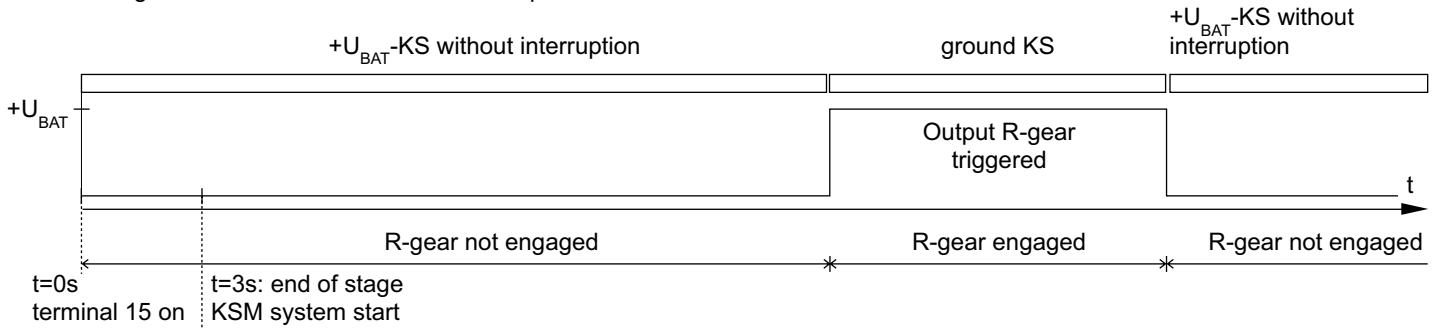 +U_BAT-KS without interruption
ground KS
+U_BAT-KS without
interruption
+U_BAT
Output R-gear
triggered
t
R-gear not engaged
R-gear engaged
R-gear not engaged
t=0s
terminal 15 on
t=3s: end of stage
KSM system start